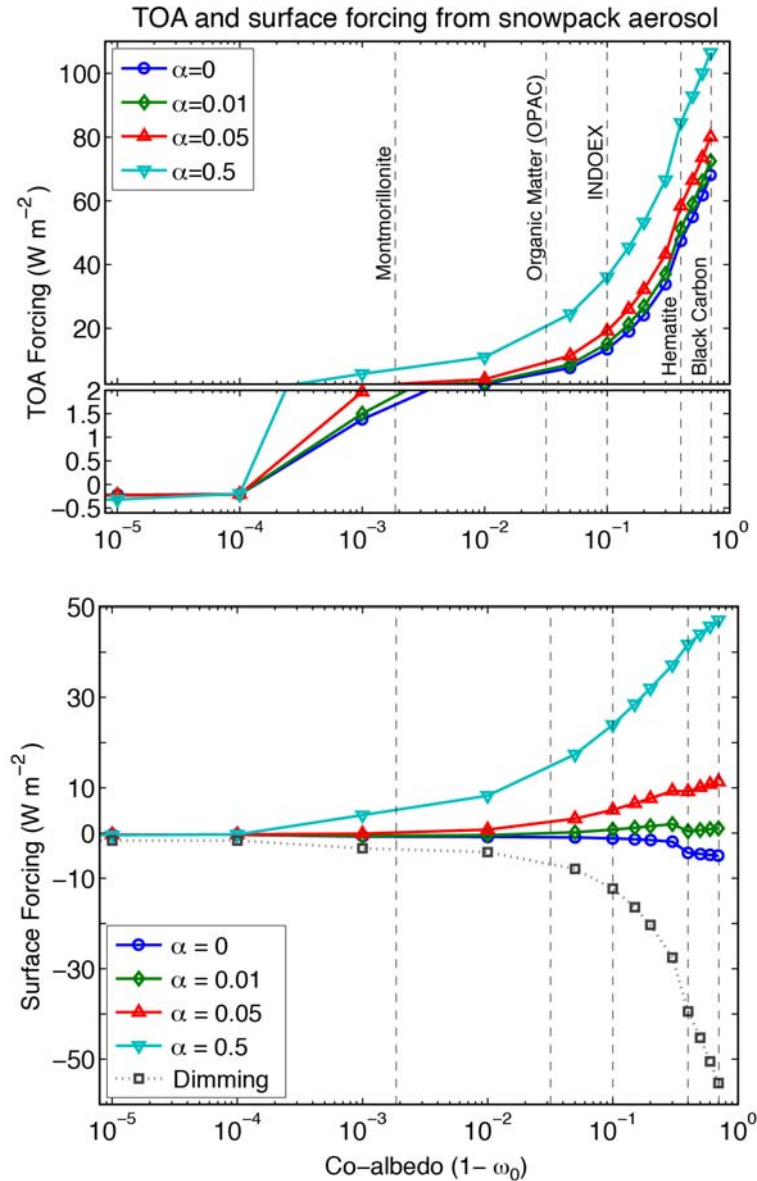 TOA and surface forcing from snowpack aerosol
TOA Forcing (W m⁻²)
100
80
60
40
20
2
1.5
1
0
−0.5
α=0
α=0.01
α=0.05
α=0.5
Montmorillonite
Organic Matter (OPAC)
INDOEX
Hematite
Black Carbon
10⁻⁵ 10⁻⁴ 10⁻³ 10⁻² 10⁻¹ 10⁰
Surface Forcing (W m⁻²)
50
30
10
0
−10
−30
−50
α = 0
α = 0.01
α = 0.05
α = 0.5
Dimming
10⁻⁵ 10⁻⁴ 10⁻³ 10⁻² 10⁻¹ 10⁰
Co−albedo (1− ω₀)